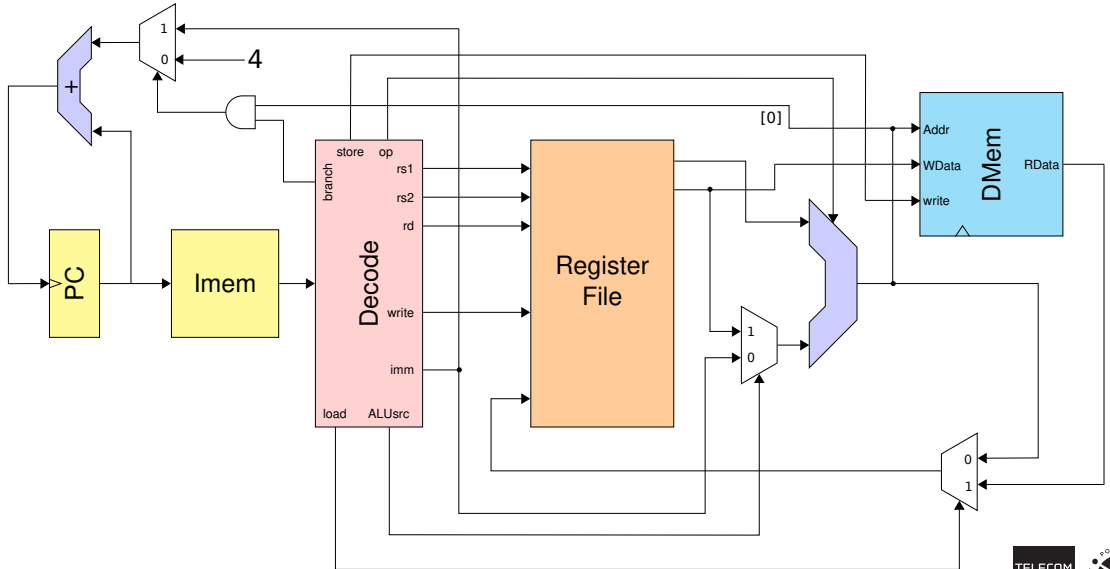 1
0
4
+
[0]
store
op
branch
rs1
rs2
rd
Decode
write
imm
load
ALUsrc
PC
Imem
Register
File
1
0
Addr
WData
write
DMem
RData
0
1
TELECOM